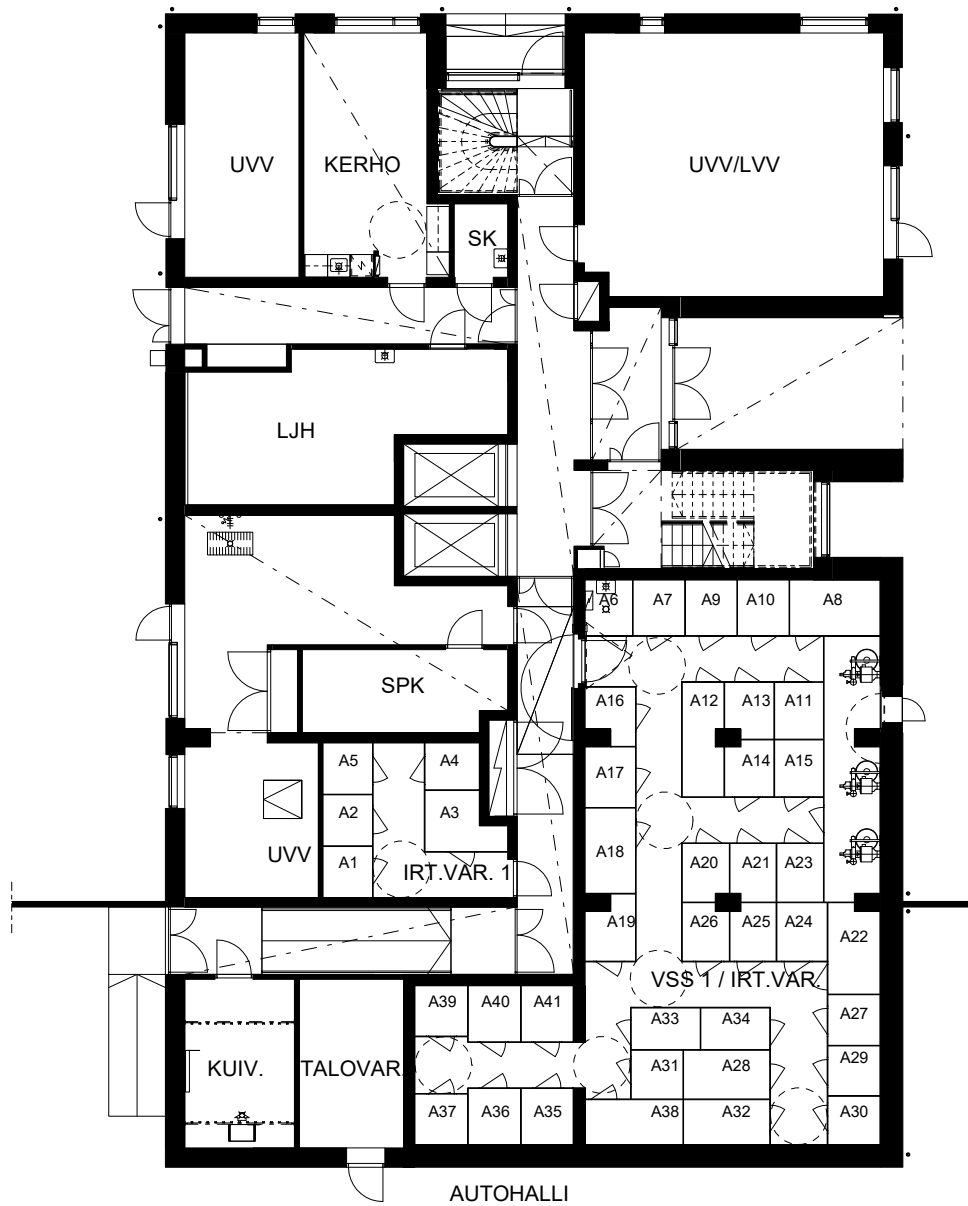 UVV
KERHO
UVV/LVV
SK
LJH
SPK
A6
A7
A9
A10
A8
A16
A12
A13
A11
A17
A14
A15
A5
A4
A2
A3
A1
UVV
IRT.VAR. 1
A18
A20
A21
A23
A19
A26
A25
A24
A22
VSS 1 / IRT.VAR.
A39
A40
A41
A33
A34
A27
KUIV.
TALOVAR.
A31
A28
A29
A37
A36
A35
A38
A32
A30
AUTOHALLI